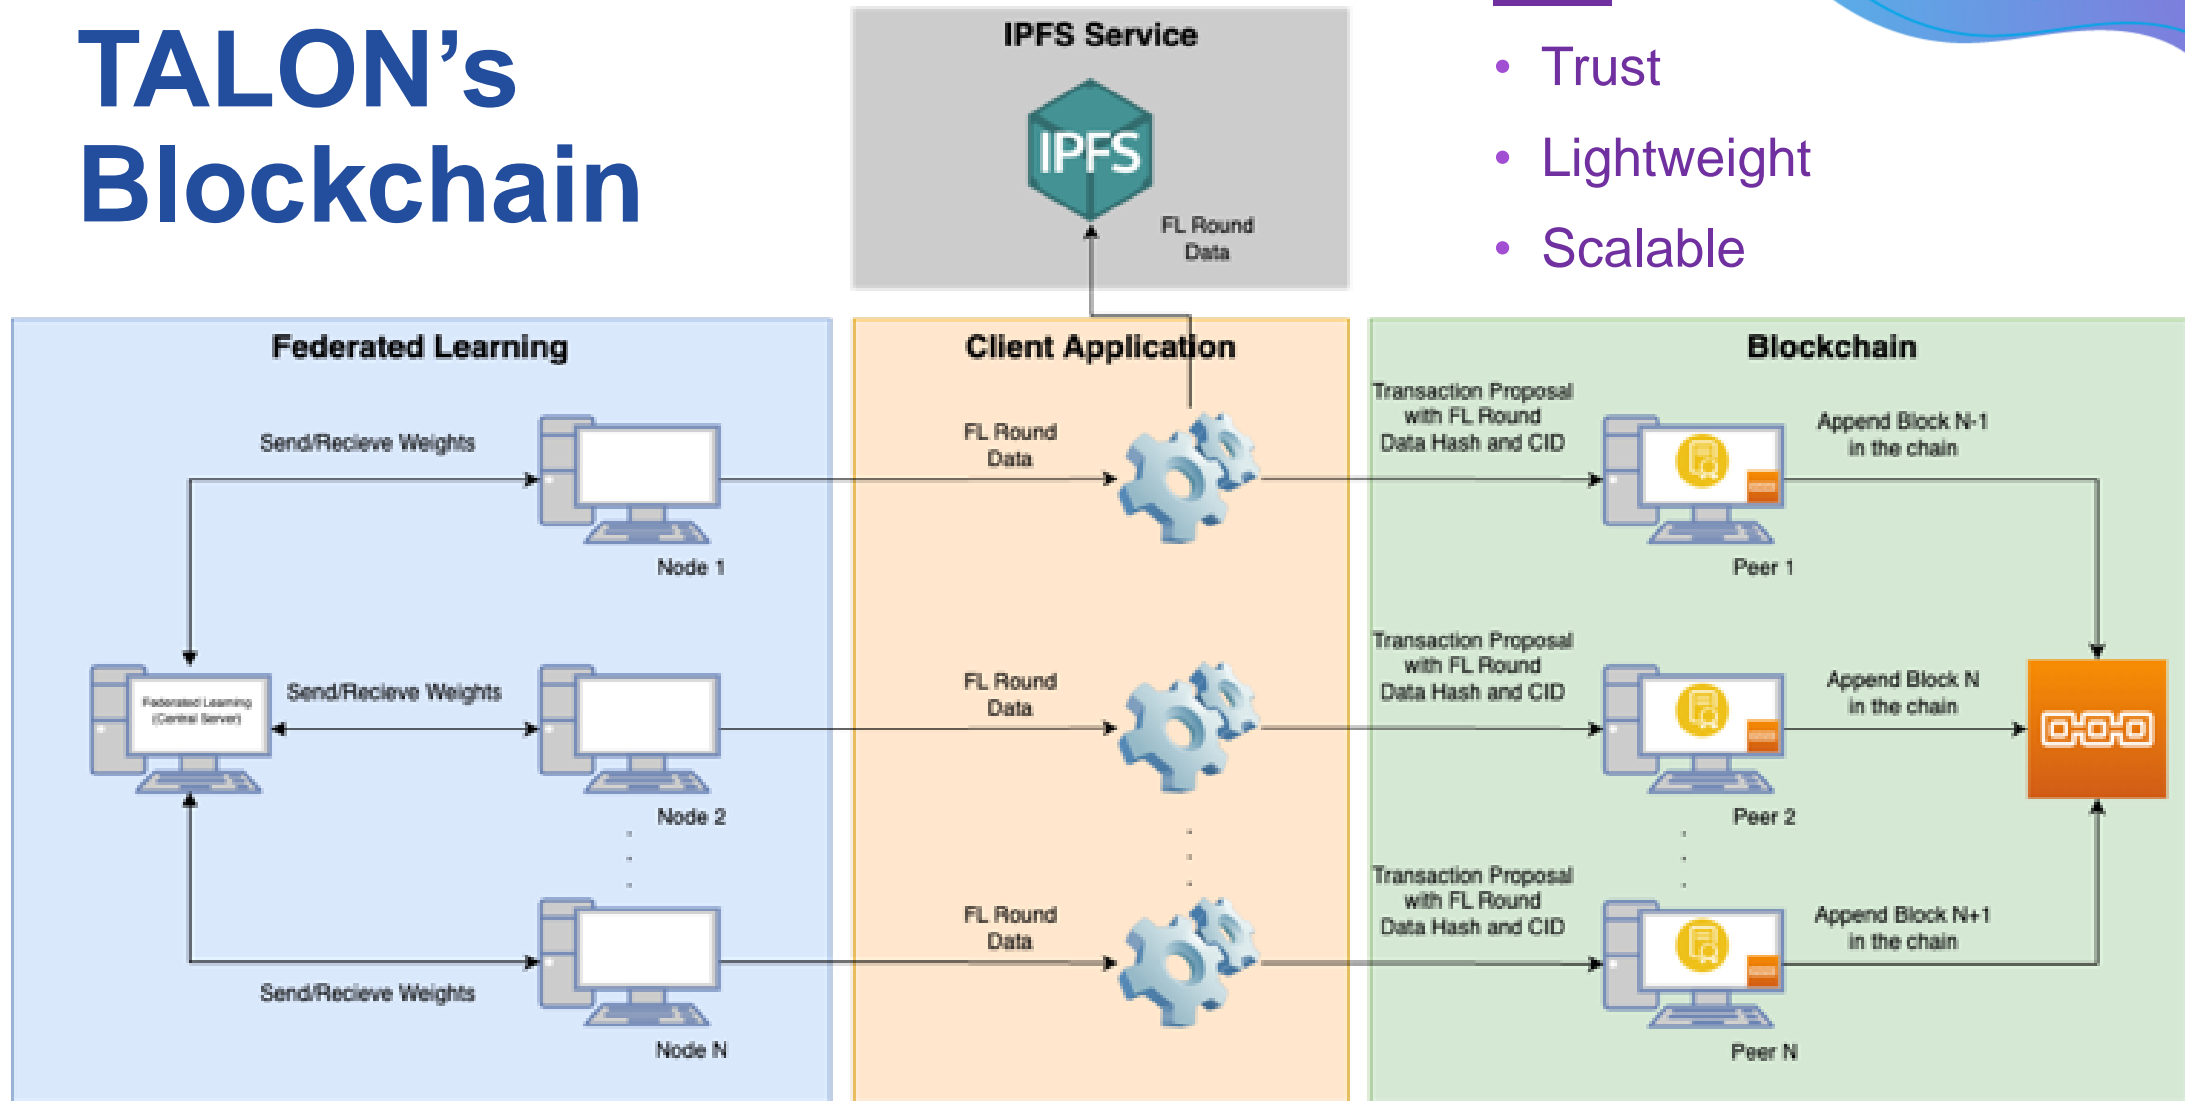 TALON's
Blockchain
IPFS Service
IPFS
FL Round
Data
• Trust
• Lightweight
• Scalable
Federated Learning
Send/Recieve Weights
Node 1
Federated Learning
(Central Server)
Send/Recieve Weights
Node 2
Send/Recieve Weights
Node N
Client Application
FL Round
Data
FL Round
Data
FL Round
Data
Blockchain
Transaction Proposal
with FL Round
Data Hash and CID
Peer 1
Append Block N-1
in the chain
Transaction Proposal
with FL Round
Data Hash and CID
Peer 2
Append Block N
in the chain
Transaction Proposal
with FL Round
Data Hash and CID
Peer N
Append Block N+1
in the chain